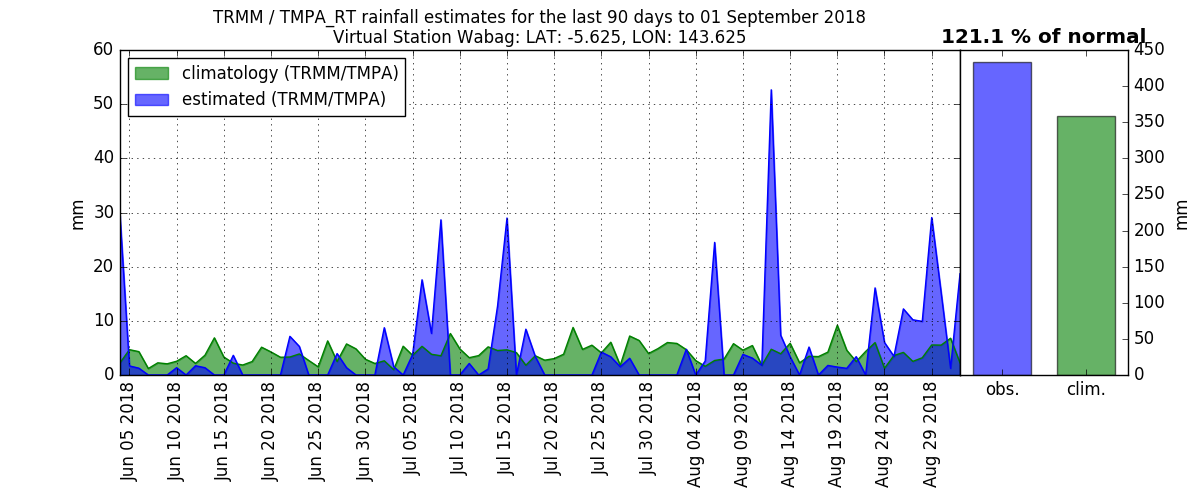 TRMM / TMPA_RT rainfall estimates for the last 90 days to 01 September 2018
Virtual Station Wabag: LAT: -5.625, LON: 143.625
121.1 % of normal
climatology (TRMM/TMPA)
estimated (TRMM/TMPA)
60
50
40
30
20
10
0
mm
Jun 05 2018
Jun 10 2018
Jun 15 2018
Jun 20 2018
Jun 25 2018
Jun 30 2018
Jul 05 2018
Jul 10 2018
Jul 15 2018
Jul 20 2018
Jul 25 2018
Jul 30 2018
Aug 04 2018
Aug 09 2018
Aug 14 2018
Aug 19 2018
Aug 24 2018
Aug 29 2018
obs.
clim.
450
400
350
300
250
200
150
100
50
0
mm